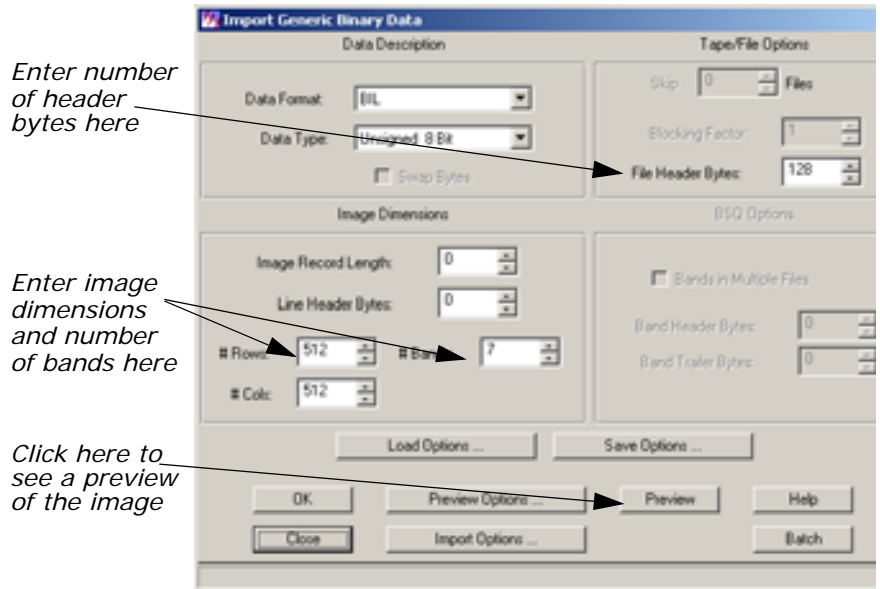 Import Generic Binary Data
Data Description
Tape/File Options
Enter number
of header
bytes here
Data Format: BIL
Data Type: Unsigned 8 Bit
Swap Bytes
Skip 0 Files
Blocking Factor: 1
File Header Bytes: 128
Image Dimensions
BSQ Options
Enter image
dimensions
and number
of bands here
Image Record Length: 0
Line Header Bytes: 0
# Rows: 512 # Ban 7
# Cols: 512
Bands in Multiple Files
Band Header Bytes: 0
Band Trailer Bytes: 0
Load Options ... Save Options ...
Click here to
see a preview
of the image
OK Preview Options ... Preview Help
Close Import Options ... Batch